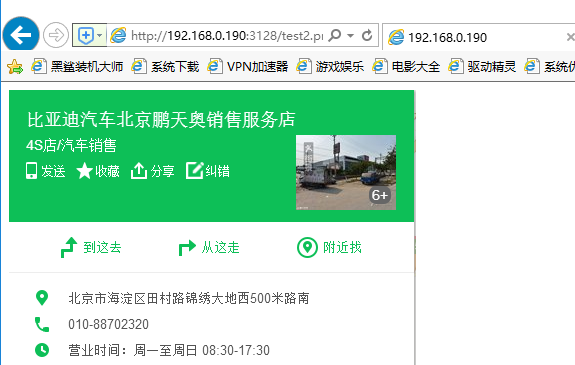 http://192.168.0.190:3128/test2.p
192.168.0.190
黑鲨装机大师 系统下载 VPN加速器 游戏娱乐 电影大全 驱动精灵 系统优
比亚迪汽车北京鹏天奥销售服务店
4S店/汽车销售
发送 收藏 分享 纠错
6+
到这去 从这走 附近找
北京市海淀区田村路锦绣大地西500米路南
010-88702320
营业时间：周一至周日 08:30-17:30